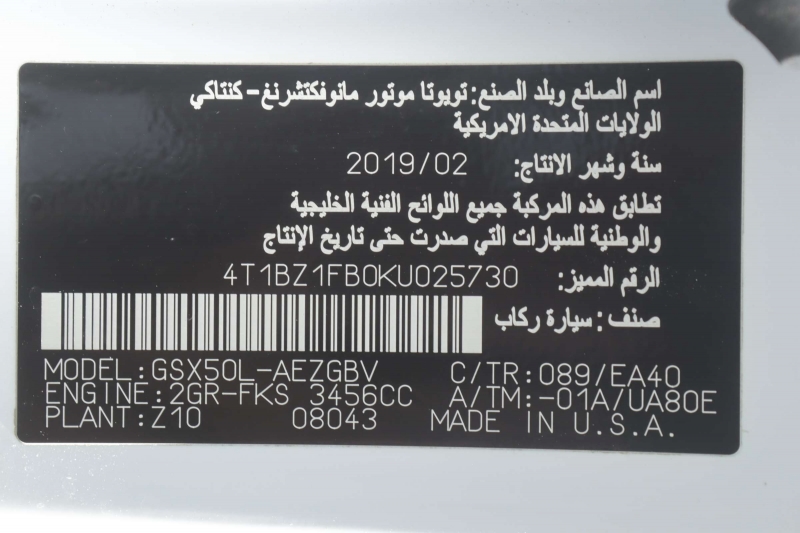 اسم الصانع وبلد الصنع: تويوتا موتور مانوفكتشرنغ- كنتاكي
الولايات المتحدة الامريكية
سنة وشهر الانتاج: 2019/02
تطابق هذه المركبة جميع اللوائح الفنية الخليجية
والوطنية للسيارات التي صدرت حتى تاريخ الإنتاج
الرقم المميز: 4T1BZ1FB0KU025730
صنف: سيارة ركاب
MODEL:GSX50L-AEZGBV C/TR:089/EA40
ENGINE:2GR-FKS 3456CC A/TM:-01A/UA80E
PLANT:Z10 08043 MADE IN U.S.A.